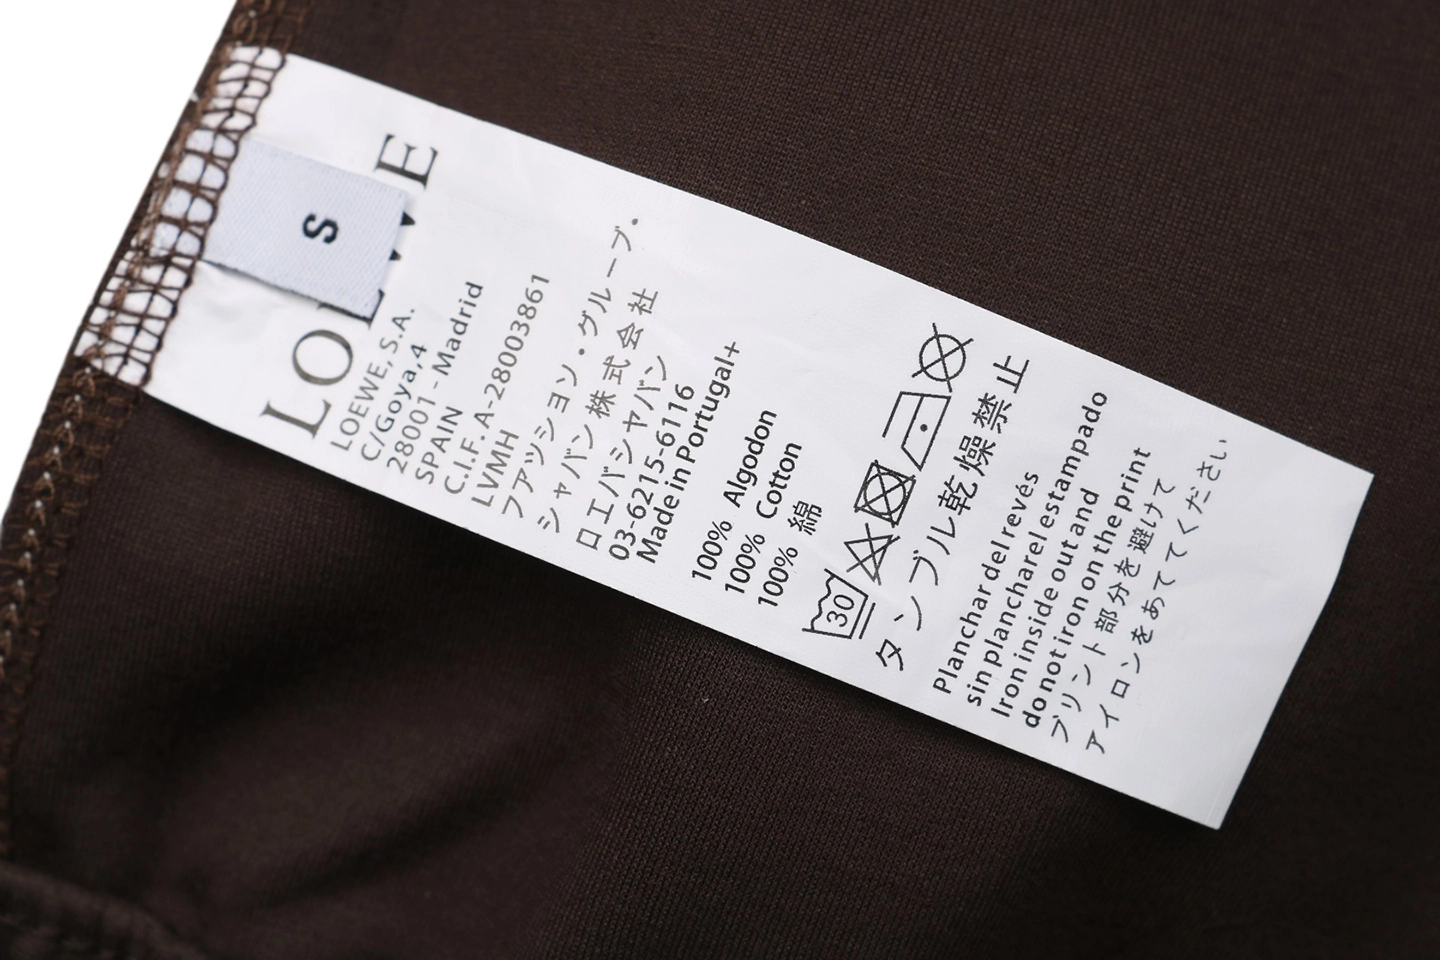 LOEWE
S
LOEWE, S.A.
C/Goya,4
28001 - Madrid
SPAIN
C.I.F. A-28003861
LVMH
ファッション・グループ・
ジャパン株式会社
ロエバジャパン
03-6215-6116
Made in Portugal+
100% Algodon
100% Cotton
100% 綿
30
タンブル乾燥禁止
Planchar del revés
sin planchar el estampado
Iron inside out and
do not iron on the print
プリント部分を避けて
アイロンをあててください